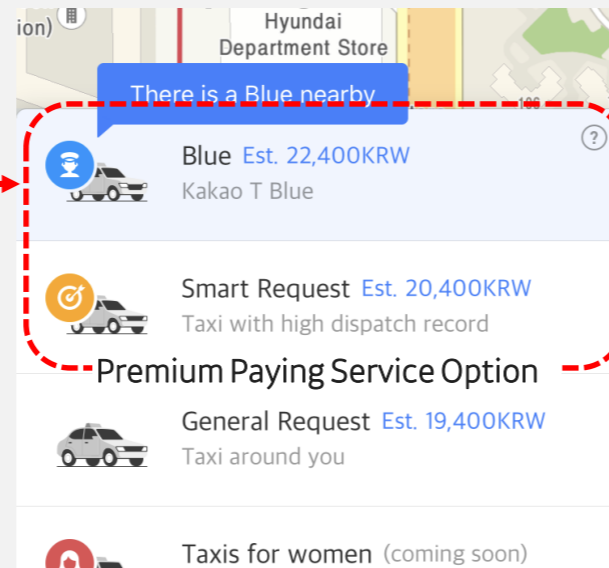 ion)
Hyundai
Department Store
There is a Blue nearby
106
Blue Est. 22,400KRW
?
Kakao T Blue
Smart Request Est. 20,400KRW
Taxi with high dispatch record
Premium Paying Service Option
General Request Est. 19,400KRW
Taxi around you
Taxis for women (coming soon)